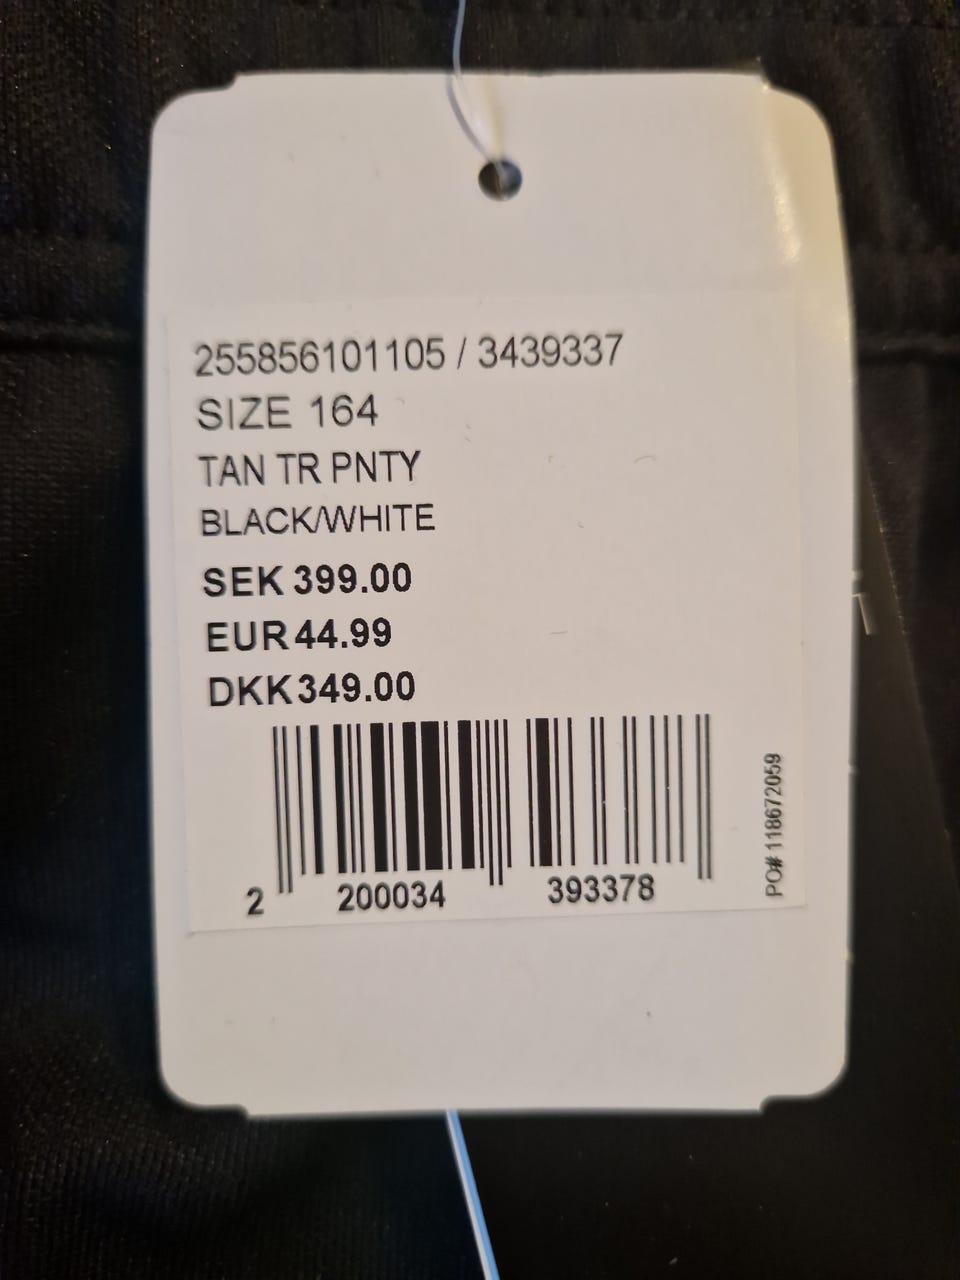 255856101105 / 3439337
SIZE 164
TAN TR PNTY
BLACK/WHITE
SEK 399.00
EUR 44.99
DKK 349.00
2 200034 393378
PO# 118672059